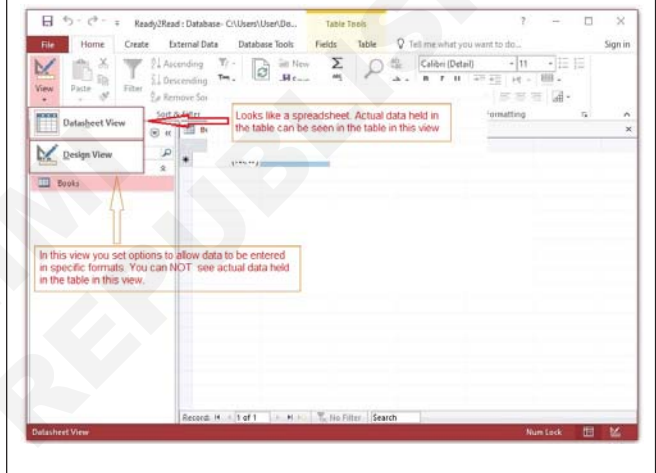 Ready2Read : Database- C:\Users\User\Do...
Table Tools
File Home Create External Data Database Tools Fields Table Tell me what you want to do... Sign in
View Paste Filter
Ascending
Descending
Remove Sor
New
Calibri (Detail) 11
B I U
Sort & Filter
ormatting
Datasheet View
Design View
Books
Looks like a spreadsheet. Actual data held in
the table can be seen in the table in this view
In this view you set options to allow data to be entered
in specific formats. You can NOT see actual data held
in the table in this view.
Record: 1 of 1 No Filter Search
Datasheet View Num Lock